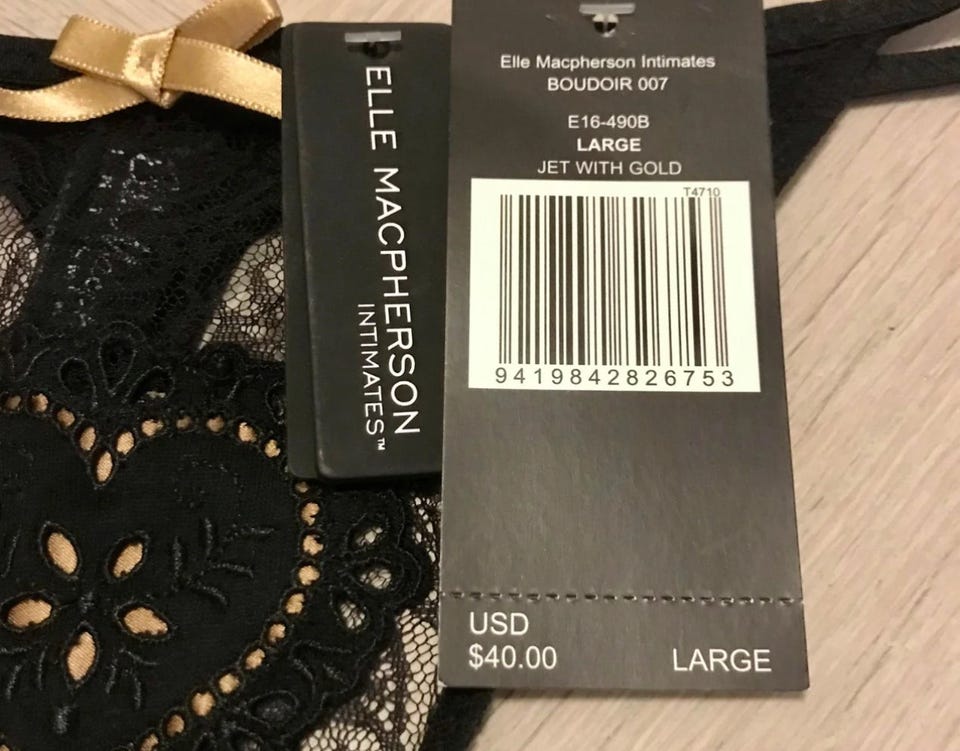 ELLE MACPHERSON
INTIMATES™
Elle Macpherson Intimates
BOUDOIR 007
E16-490B
LARGE
JET WITH GOLD
T4710
9419842826753
USD
$40.00
LARGE